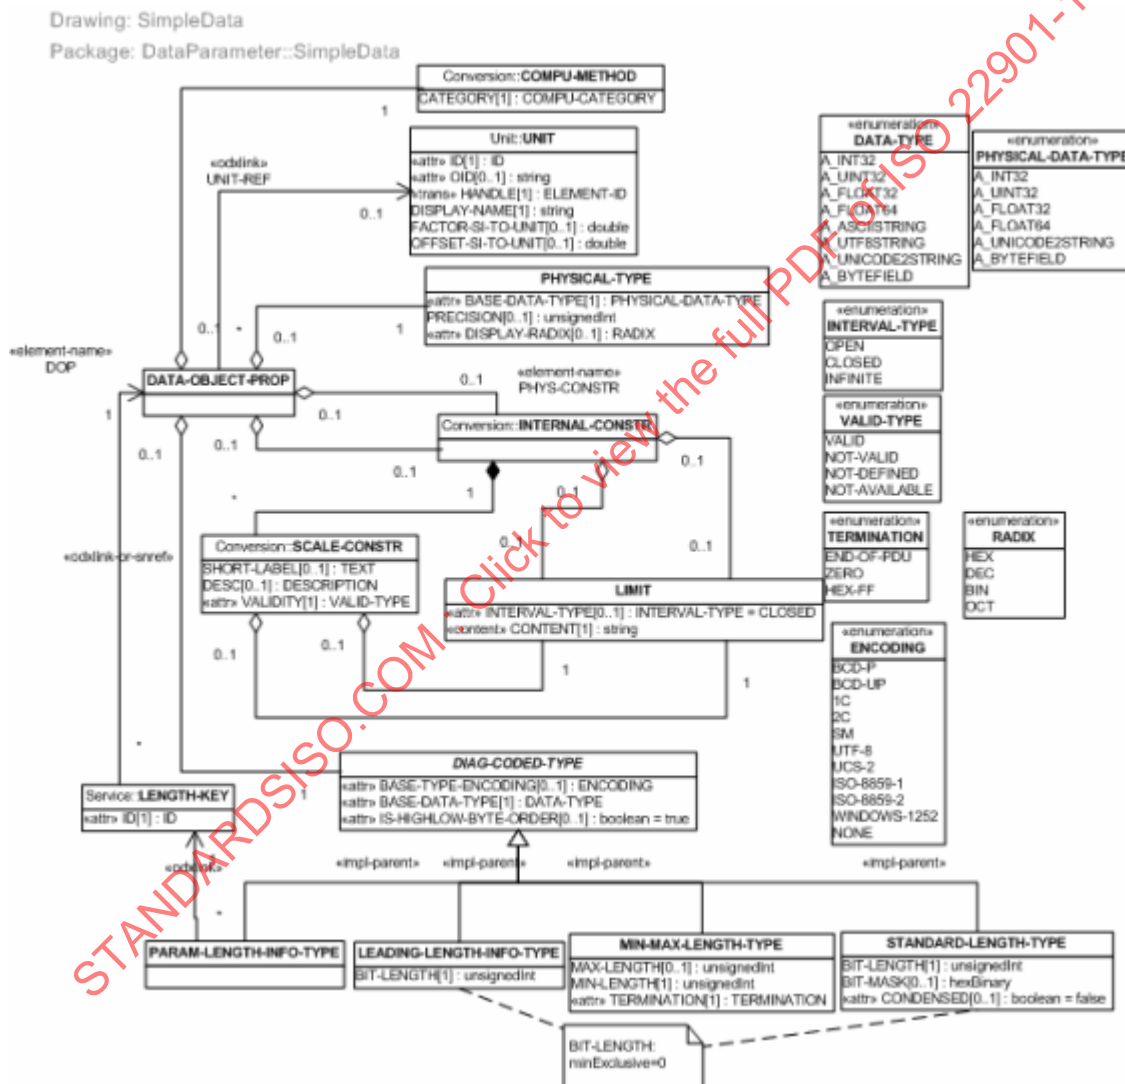 Drawing: SimpleData
Package: DataParameter::SimpleData
Conversion::COMPU-METHOD
CATEGORY[1] : COMPU-CATEGORY
1
Unit::UNIT
«attr» ID[1] : ID
«attr» OID[0..1] : string
«trans» HANDLE[1] : ELEMENT-ID
DISPLAY-NAME[1] : string
FACTOR-SI-TO-UNIT[0..1] : double
OFFSET-SI-TO-UNIT[0..1] : double
«odxlink»
UNIT-REF
0..1
PHYSICAL-TYPE
«attr» BASE-DATA-TYPE[1] : PHYSICAL-DATA-TYPE
PRECISION[0..1] : unsignedInt
«attr» DISPLAY-RADIX[0..1] : RADIX
0..1
*
0..1
1
«element-name»
DOP
DATA-OBJECT-PROP
1
0..1
0..1
0..1
0..1
«element-name»
PHYS-CONSTR
Conversion::INTERNAL-CONSTR
0..1
1
0..1
0..1
*
Conversion::SCALE-CONSTR
SHORT-LABEL[0..1] : TEXT
DESC[0..1] : DESCRIPTION
«attr» VALIDITY[1] : VALID-TYPE
0..1
0..1
LIMIT
«attr» INTERVAL-TYPE[0..1] : INTERVAL-TYPE = CLOSED
«content» CONTENT[1] : string
0..1
0..1
1
1
«odxlink-or-snref»
*
Service::LENGTH-KEY
«attr» ID[1] : ID
1
DIAG-CODED-TYPE
«attr» BASE-TYPE-ENCODING[0..1] : ENCODING
«attr» BASE-DATA-TYPE[1] : DATA-TYPE
«attr» IS-HIGHLOW-BYTE-ORDER[0..1] : boolean = true
«odxlink»
*
«impl-parent»
«impl-parent»
«impl-parent»
«impl-parent»
PARAM-LENGTH-INFO-TYPE
LEADING-LENGTH-INFO-TYPE
BIT-LENGTH[1] : unsignedInt
MIN-MAX-LENGTH-TYPE
MAX-LENGTH[0..1] : unsignedInt
MIN-LENGTH[1] : unsignedInt
«attr» TERMINATION[1] : TERMINATION
STANDARD-LENGTH-TYPE
BIT-LENGTH[1] : unsignedInt
BIT-MASK[0..1] : hexBinary
«attr» CONDENSED[0..1] : boolean = false
BIT-LENGTH:
minExclusive=0
«enumeration»
DATA-TYPE
A_INT32
A_UINT32
A_FLOAT32
A_FLOAT64
A_ASCIISTRING
A_UTF8STRING
A_UNICODE2STRING
A_BYTEFIELD
«enumeration»
PHYSICAL-DATA-TYPE
A_INT32
A_UINT32
A_FLOAT32
A_FLOAT64
A_UNICODE2STRING
A_BYTEFIELD
«enumeration»
INTERVAL-TYPE
OPEN
CLOSED
INFINITE
«enumeration»
VALID-TYPE
VALID
NOT-VALID
NOT-DEFINED
NOT-AVAILABLE
«enumeration»
TERMINATION
END-OF-PDU
ZERO
HEX-FF
«enumeration»
RADIX
HEX
DEC
BIN
OCT
«enumeration»
ENCODING
BCD-P
BCD-UP
1C
2C
SM
UTF-8
UCS-2
ISO-8859-1
ISO-8859-2
WINDOWS-1252
NONE
STANDARDSISO.COM : Click to view the full PDF of ISO 22901-1